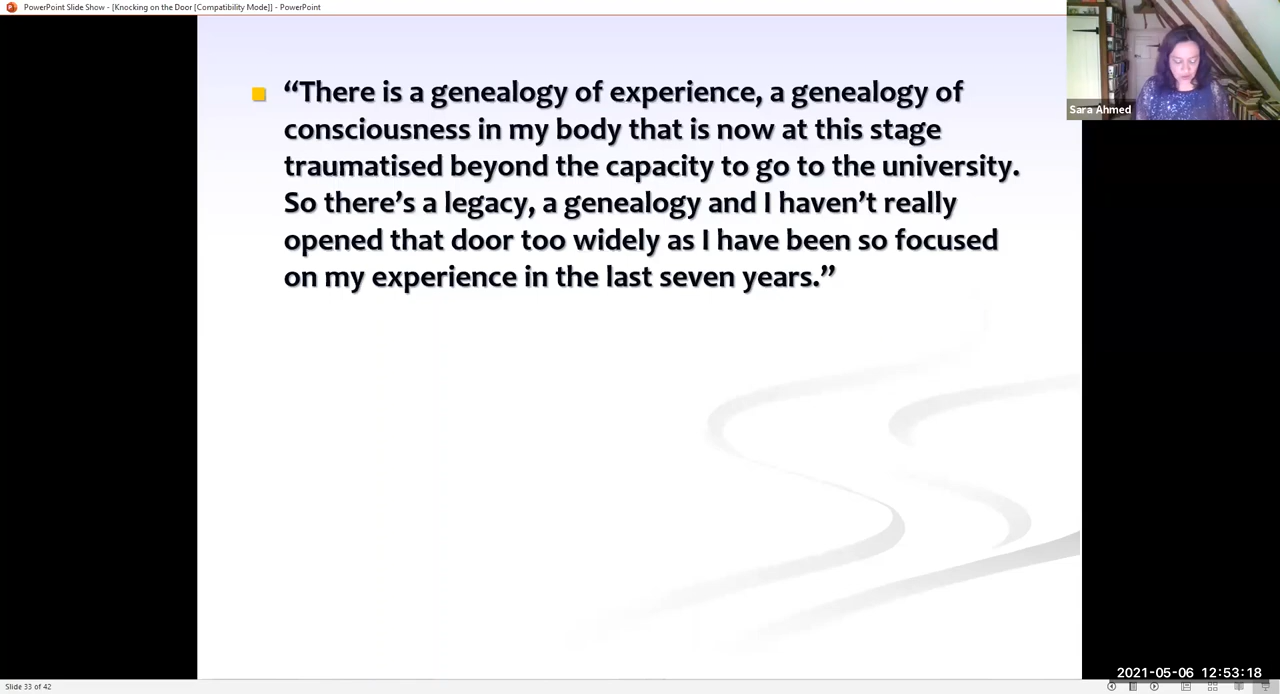 PowerPoint Slide Show - [Knocking on the Door [Compatibility Mode]] - PowerPoint
Sara Ahmed
“There is a genealogy of experience, a genealogy of
consciousness in my body that is now at this stage
traumatised beyond the capacity to go to the university.
So there’s a legacy, a genealogy and I haven’t really
opened that door too widely as I have been so focused
on my experience in the last seven years.”
2021-05-06 12:53:18
Slide 33 of 42